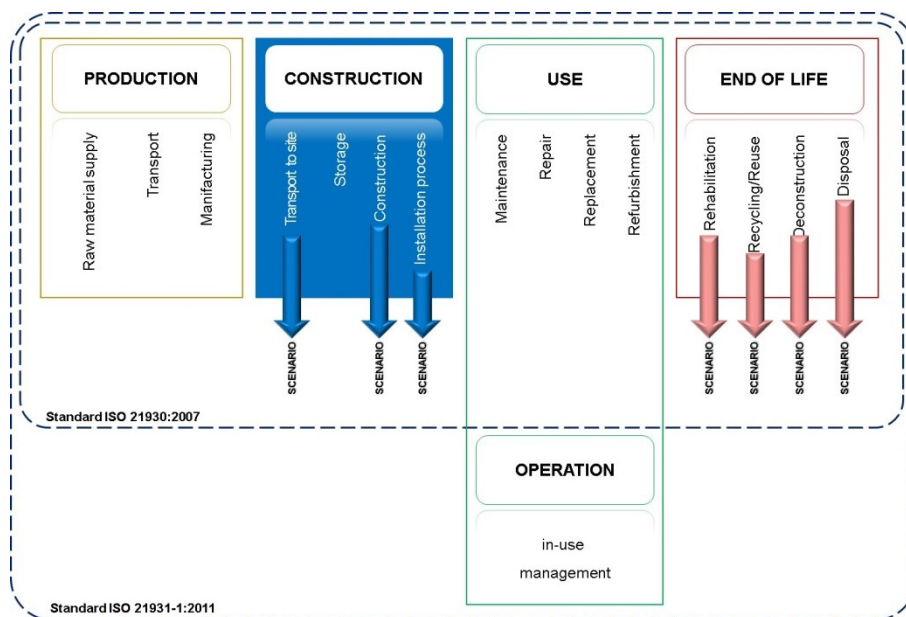 PRODUCTION
Raw material supply
Transport
Manifacturing
CONSTRUCTION
Transport to site
Storage
Construction
Installation process
SCENARIO
SCENARIO
SCENARIO
USE
Maintenance
Repair
Replacement
Refurbishment
END OF LIFE
Rehabilitation
Recycling/Reuse
Deconstruction
Disposal
SCENARIO
SCENARIO
SCENARIO
SCENARIO
Standard ISO 21930:2007
OPERATION
in-use
management
Standard ISO 21931-1:2011